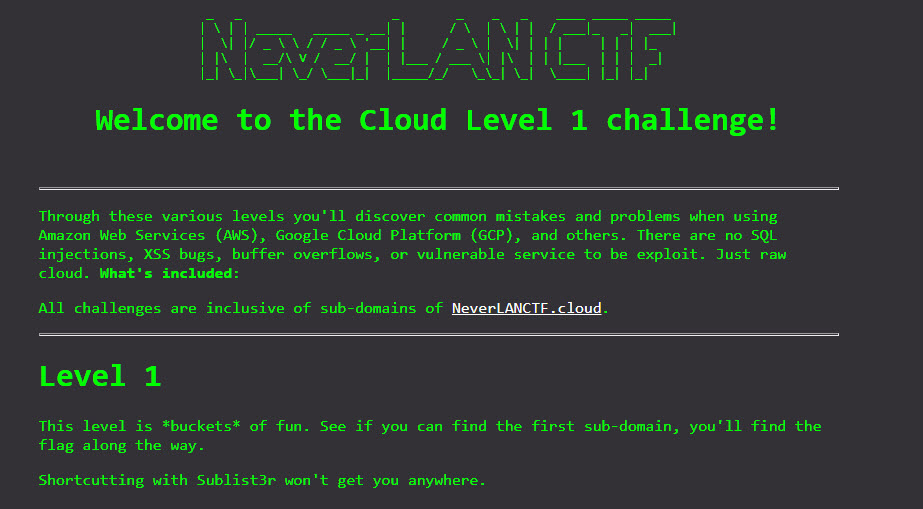 NeverLAN CTF
Welcome to the Cloud Level 1 challenge!
Through these various levels you'll discover common mistakes and problems when using
Amazon Web Services (AWS), Google Cloud Platform (GCP), and others. There are no SQL
injections, XSS bugs, buffer overflows, or vulnerable service to be exploit. Just raw
cloud. What's included:
All challenges are inclusive of sub-domains of NeverLANCTF.cloud.
Level 1
This level is *buckets* of fun. See if you can find the first sub-domain, you'll find the
flag along the way.
Shortcutting with Sublist3r won't get you anywhere.